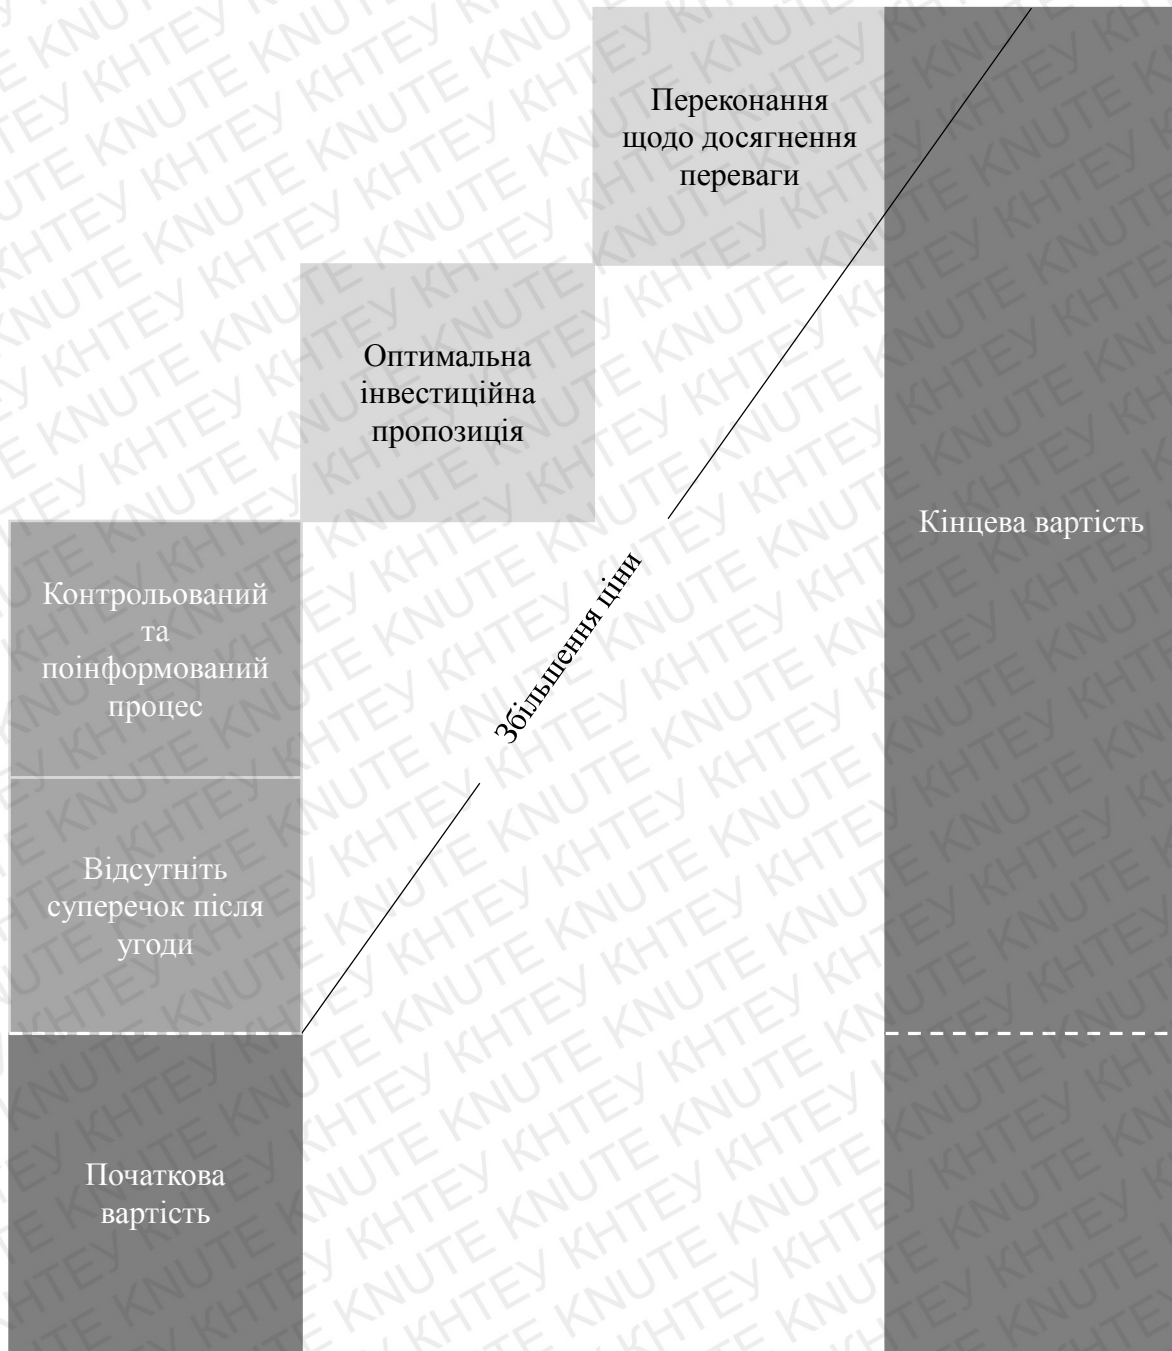 Переконання
щодо досягнення
переваги
Оптимальна
інвестиційна
пропозиція
Кінцева вартість
Контрольований
та
поінформований
процес
Збільшення ціни
Відсутніть
суперечок після
угоди
Початкова
вартість